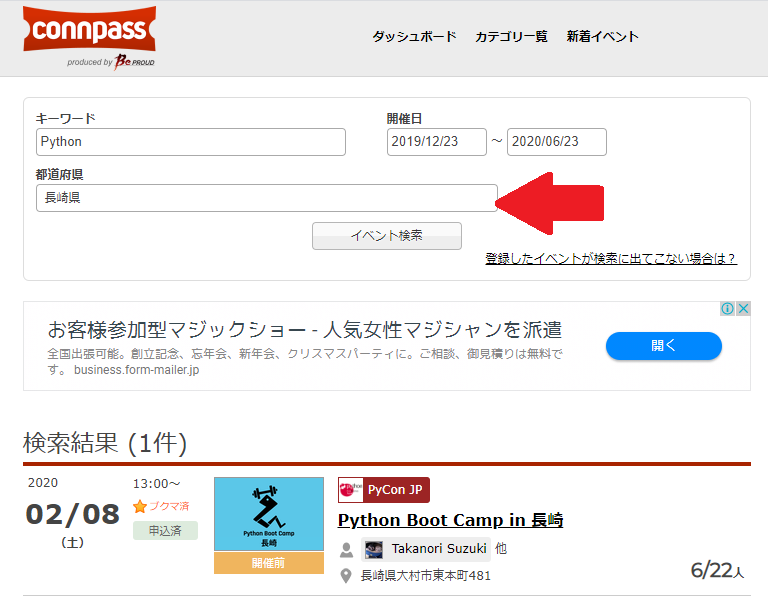 connpass
produced by BePROUD
ダッシュボード カテゴリ一覧 新着イベント
キーワード 開催日
Python 2019/12/23 ～ 2020/06/23
都道府県
長崎県
イベント検索
登録したイベントが検索に出てこない場合は？
お客様参加型マジックショー - 人気女性マジシャンを派遣
全国出張可能。創立記念、忘年会、新年会、クリスマスパーティに。ご相談、御見積りは無料で
す。 business.form-mailer.jp
開く
検索結果 (1件)
2020
02/08
(土)
13:00～
ブクマ済
申込済
Python Boot Camp
長崎
開催前
PyCon JP
Python Boot Camp in 長崎
Takanori Suzuki 他
長崎県大村市東本町481
6/22人